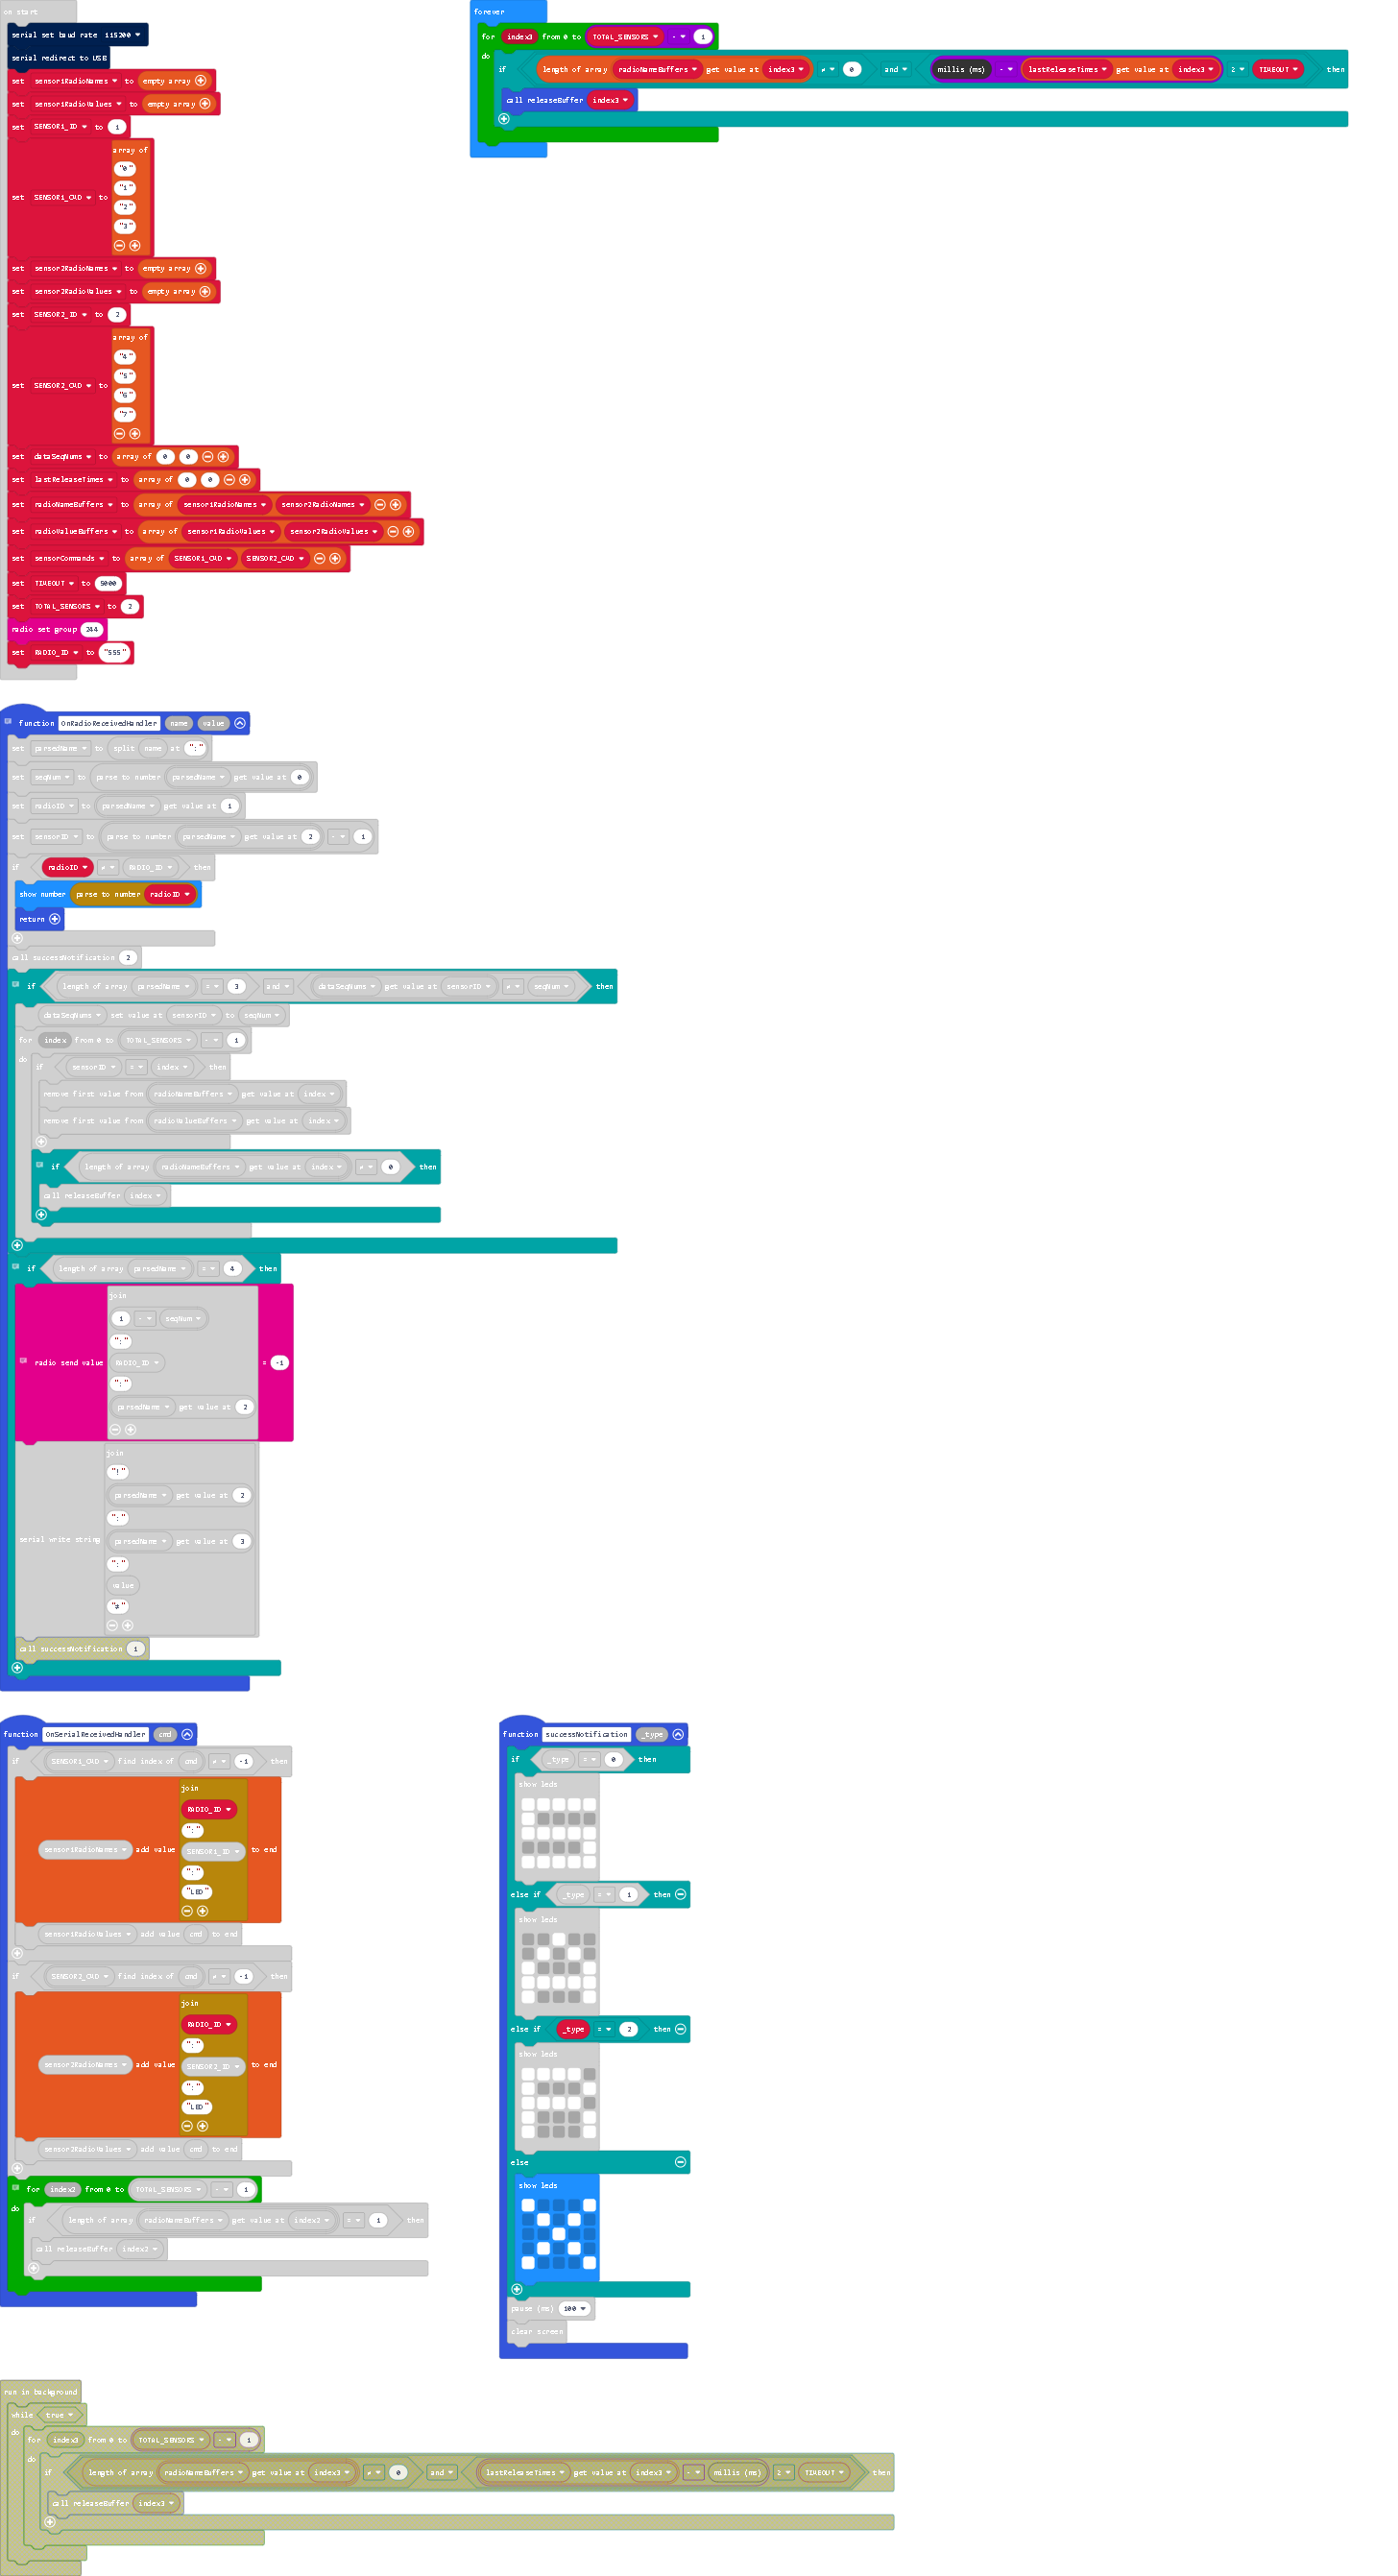 on start
serial set baud rate 115200
serial redirect to USB
set sensor1RadioNames to empty array
set sensor1RadioValues to empty array
set SENSOR1_ID to 1
array of
"0"
"1"
"2"
"3"
set SENSOR1_CMD to
set sensor2RadioNames to empty array
set sensor2RadioValues to empty array
set SENSOR2_ID to 2
array of
"4"
"5"
"6"
"7"
set SENSOR2_CMD to
set dataSeqNums to array of 0 0
set lastReleaseTimes to array of 0 0
set radioNameBuffers to array of sensor1RadioNames sensor2RadioNames
set radioValueBuffers to array of sensor1RadioValues sensor2RadioValues
set sensorCommands to array of SENSOR1_CMD SENSOR2_CMD
set TIMEOUT to 5000
set TOTAL_SENSORS to 2
radio set group 244
set RADIO_ID to "555"
forever
for index3 from 0 to TOTAL_SENSORS - 1
do
if length of array radioNameBuffers get value at index3 ≠ 0 and millis (ms) - lastReleaseTimes get value at index3 ≥ TIMEOUT then
call releaseBuffer index3
function OnRadioReceivedHandler name value
set parsedName to split name at ":"
set seqNum to parse to number parsedName get value at 0
set radioID to parsedName get value at 1
set sensorID to parse to number parsedName get value at 2 - 1
if radioID ≠ RADIO_ID then
show number parse to number radioID
return
call successNotification 2
if length of array parsedName = 3 and dataSeqNums get value at sensorID ≠ seqNum then
dataSeqNums set value at sensorID to seqNum
for index from 0 to TOTAL_SENSORS - 1
do
if sensorID = index then
remove first value from radioNameBuffers get value at index
remove first value from radioValueBuffers get value at index
if length of array radioNameBuffers get value at index ≠ 0 then
call releaseBuffer index
if length of array parsedName = 4 then
join
1 - seqNum
":"
radio send value RADIO_ID = -1
":"
parsedName get value at 2
join
"!"
parsedName get value at 2
":"
serial write string parsedName get value at 3
":"
value
"#"
call successNotification 1
function OnSerialReceivedHandler cmd
if SENSOR1_CMD find index of cmd ≠ -1 then
join
RADIO_ID
":"
sensor1RadioNames add value SENSOR1_ID to end
":"
"LED"
sensor1RadioValues add value cmd to end
if SENSOR2_CMD find index of cmd ≠ -1 then
join
RADIO_ID
":"
sensor2RadioNames add value SENSOR2_ID to end
":"
"LED"
sensor2RadioValues add value cmd to end
for index2 from 0 to TOTAL_SENSORS - 1
do
if length of array radioNameBuffers get value at index2 = 1 then
call releaseBuffer index2
function successNotification _type
if _type = 0 then
show leds
else if _type = 1 then
show leds
else if _type = 2 then
show leds
else
show leds
pause (ms) 100
clear screen
run in background
while true
do
for index3 from 0 to TOTAL_SENSORS - 1
do
if length of array radioNameBuffers get value at index3 ≠ 0 and lastReleaseTimes get value at index3 - millis (ms) ≥ TIMEOUT then
call releaseBuffer index3